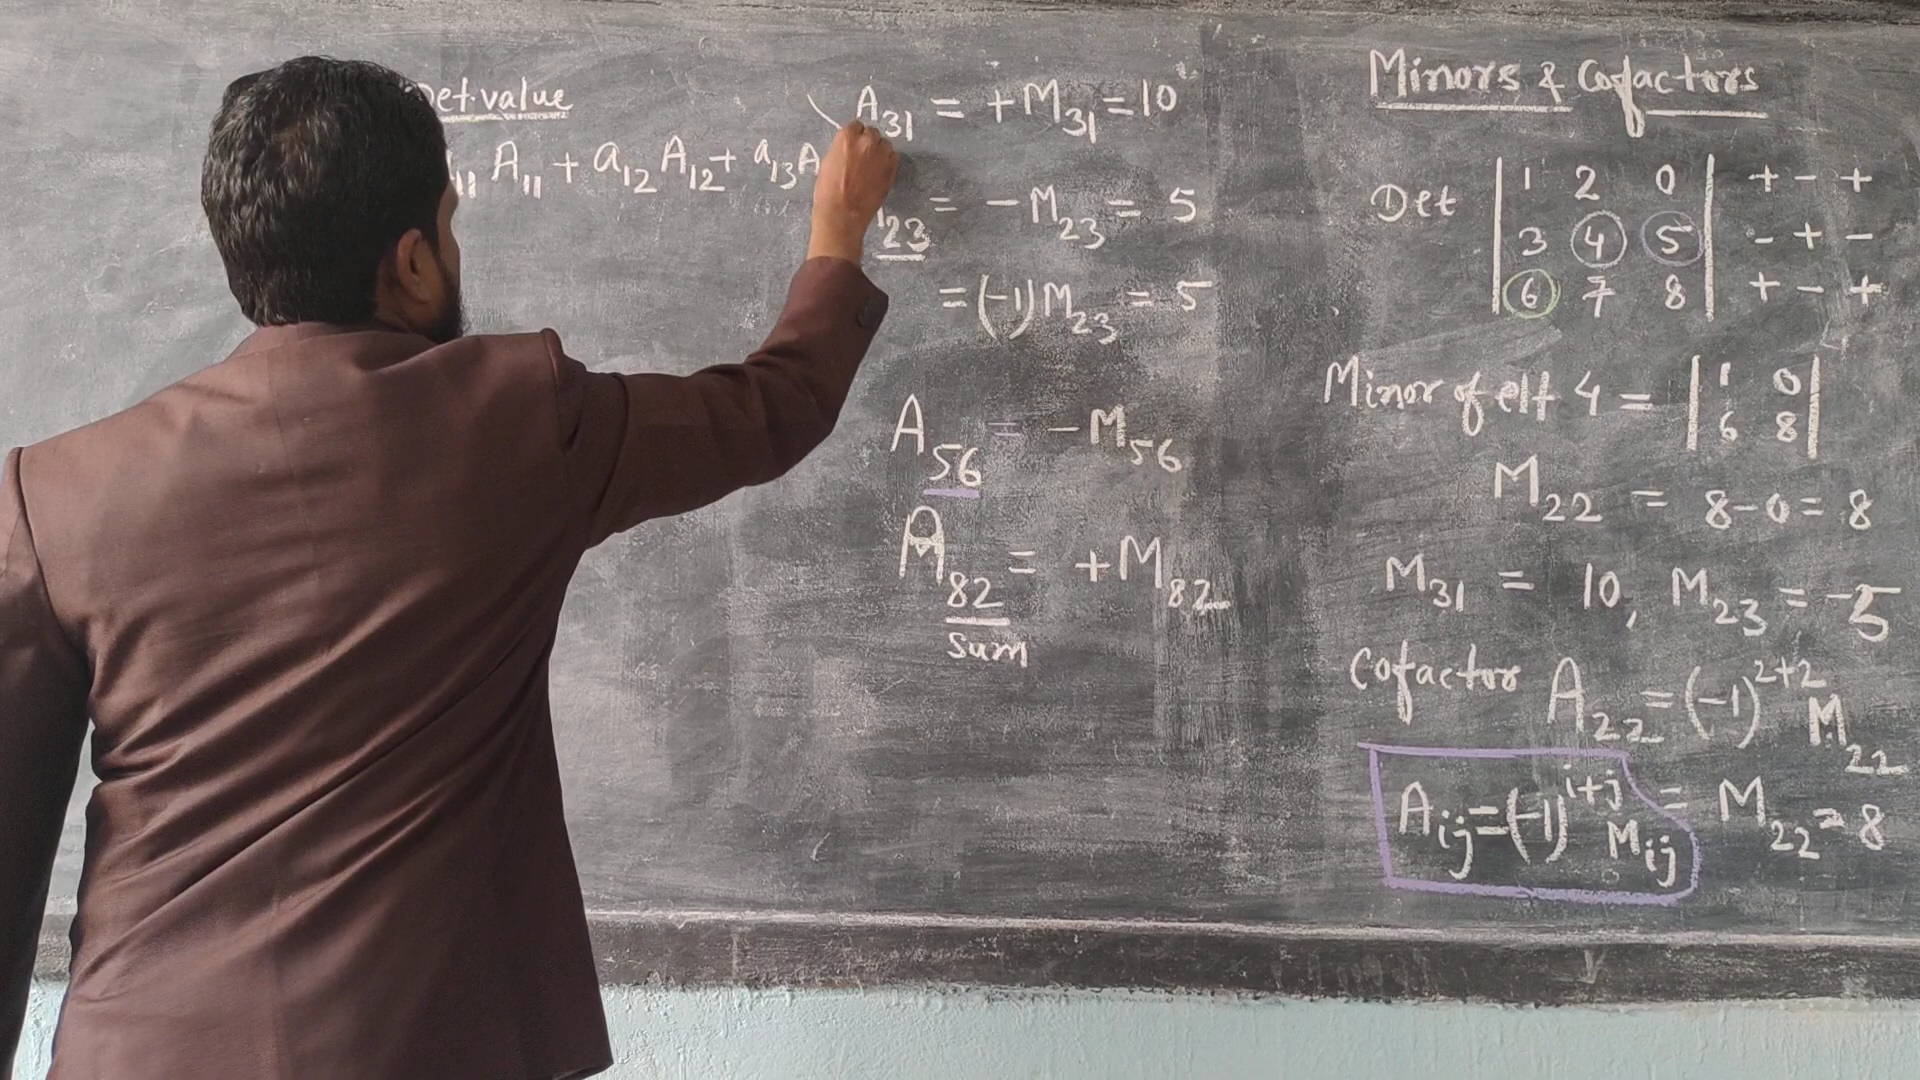 Det. value
11 A11 + a12 A12 + a13 A
A31 = +M31 = 10
23 = -M23 = 5
= (-1) M23 = 5
A56 = -M56
A82 = +M82
sum
Minors & Cofactors
Det | 1 2 0 | + - +
| 3 4 5 | - + -
| 6 7 8 | + - +
Minor of elt 4 = | 1 0 |
| 6 8 |
M22 = 8-0 = 8
M31 = 10, M23 = -5
Cofactor A22 = (-1)^2+2 M22
Aij = (-1)^i+j Mij = M22 = 8